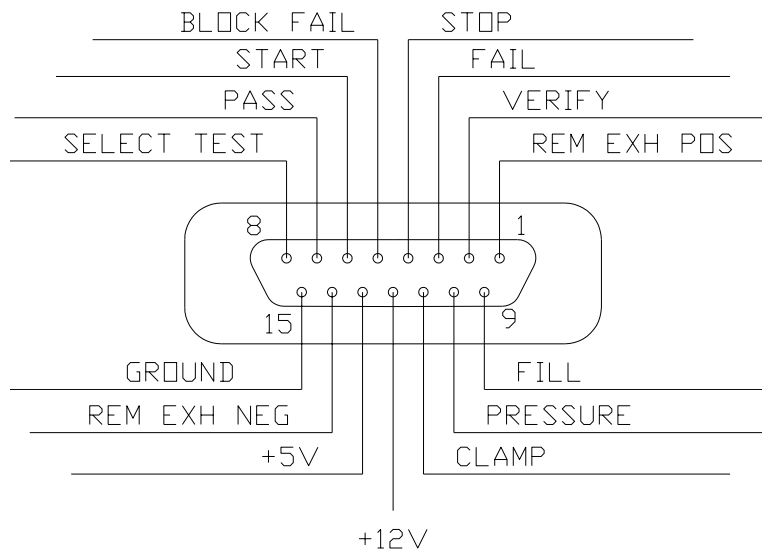 BLOCK FAIL STOP
START FAIL
PASS VERIFY
SELECT TEST REM EXH POS
8 1
15 9
GROUND FILL
REM EXH NEG PRESSURE
+5V CLAMP
+12V